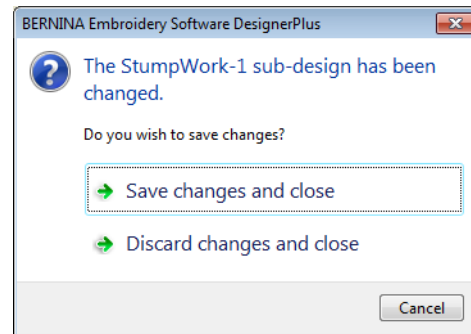 BERNINA Embroidery Software DesignerPlus
The StumpWork-1 sub-design has been
changed.
Do you wish to save changes?
Save changes and close
Discard changes and close
Cancel